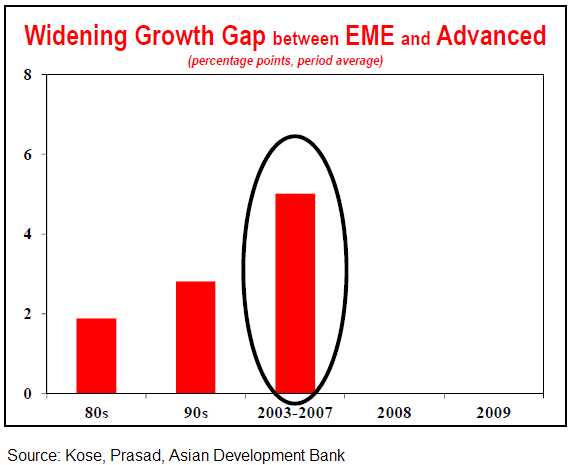 Widening Growth Gap between EME and Advanced
(percentage points, period average)
8
6
4
2
0
80s 90s 2003-2007 2008 2009
Source: Kose, Prasad, Asian Development Bank